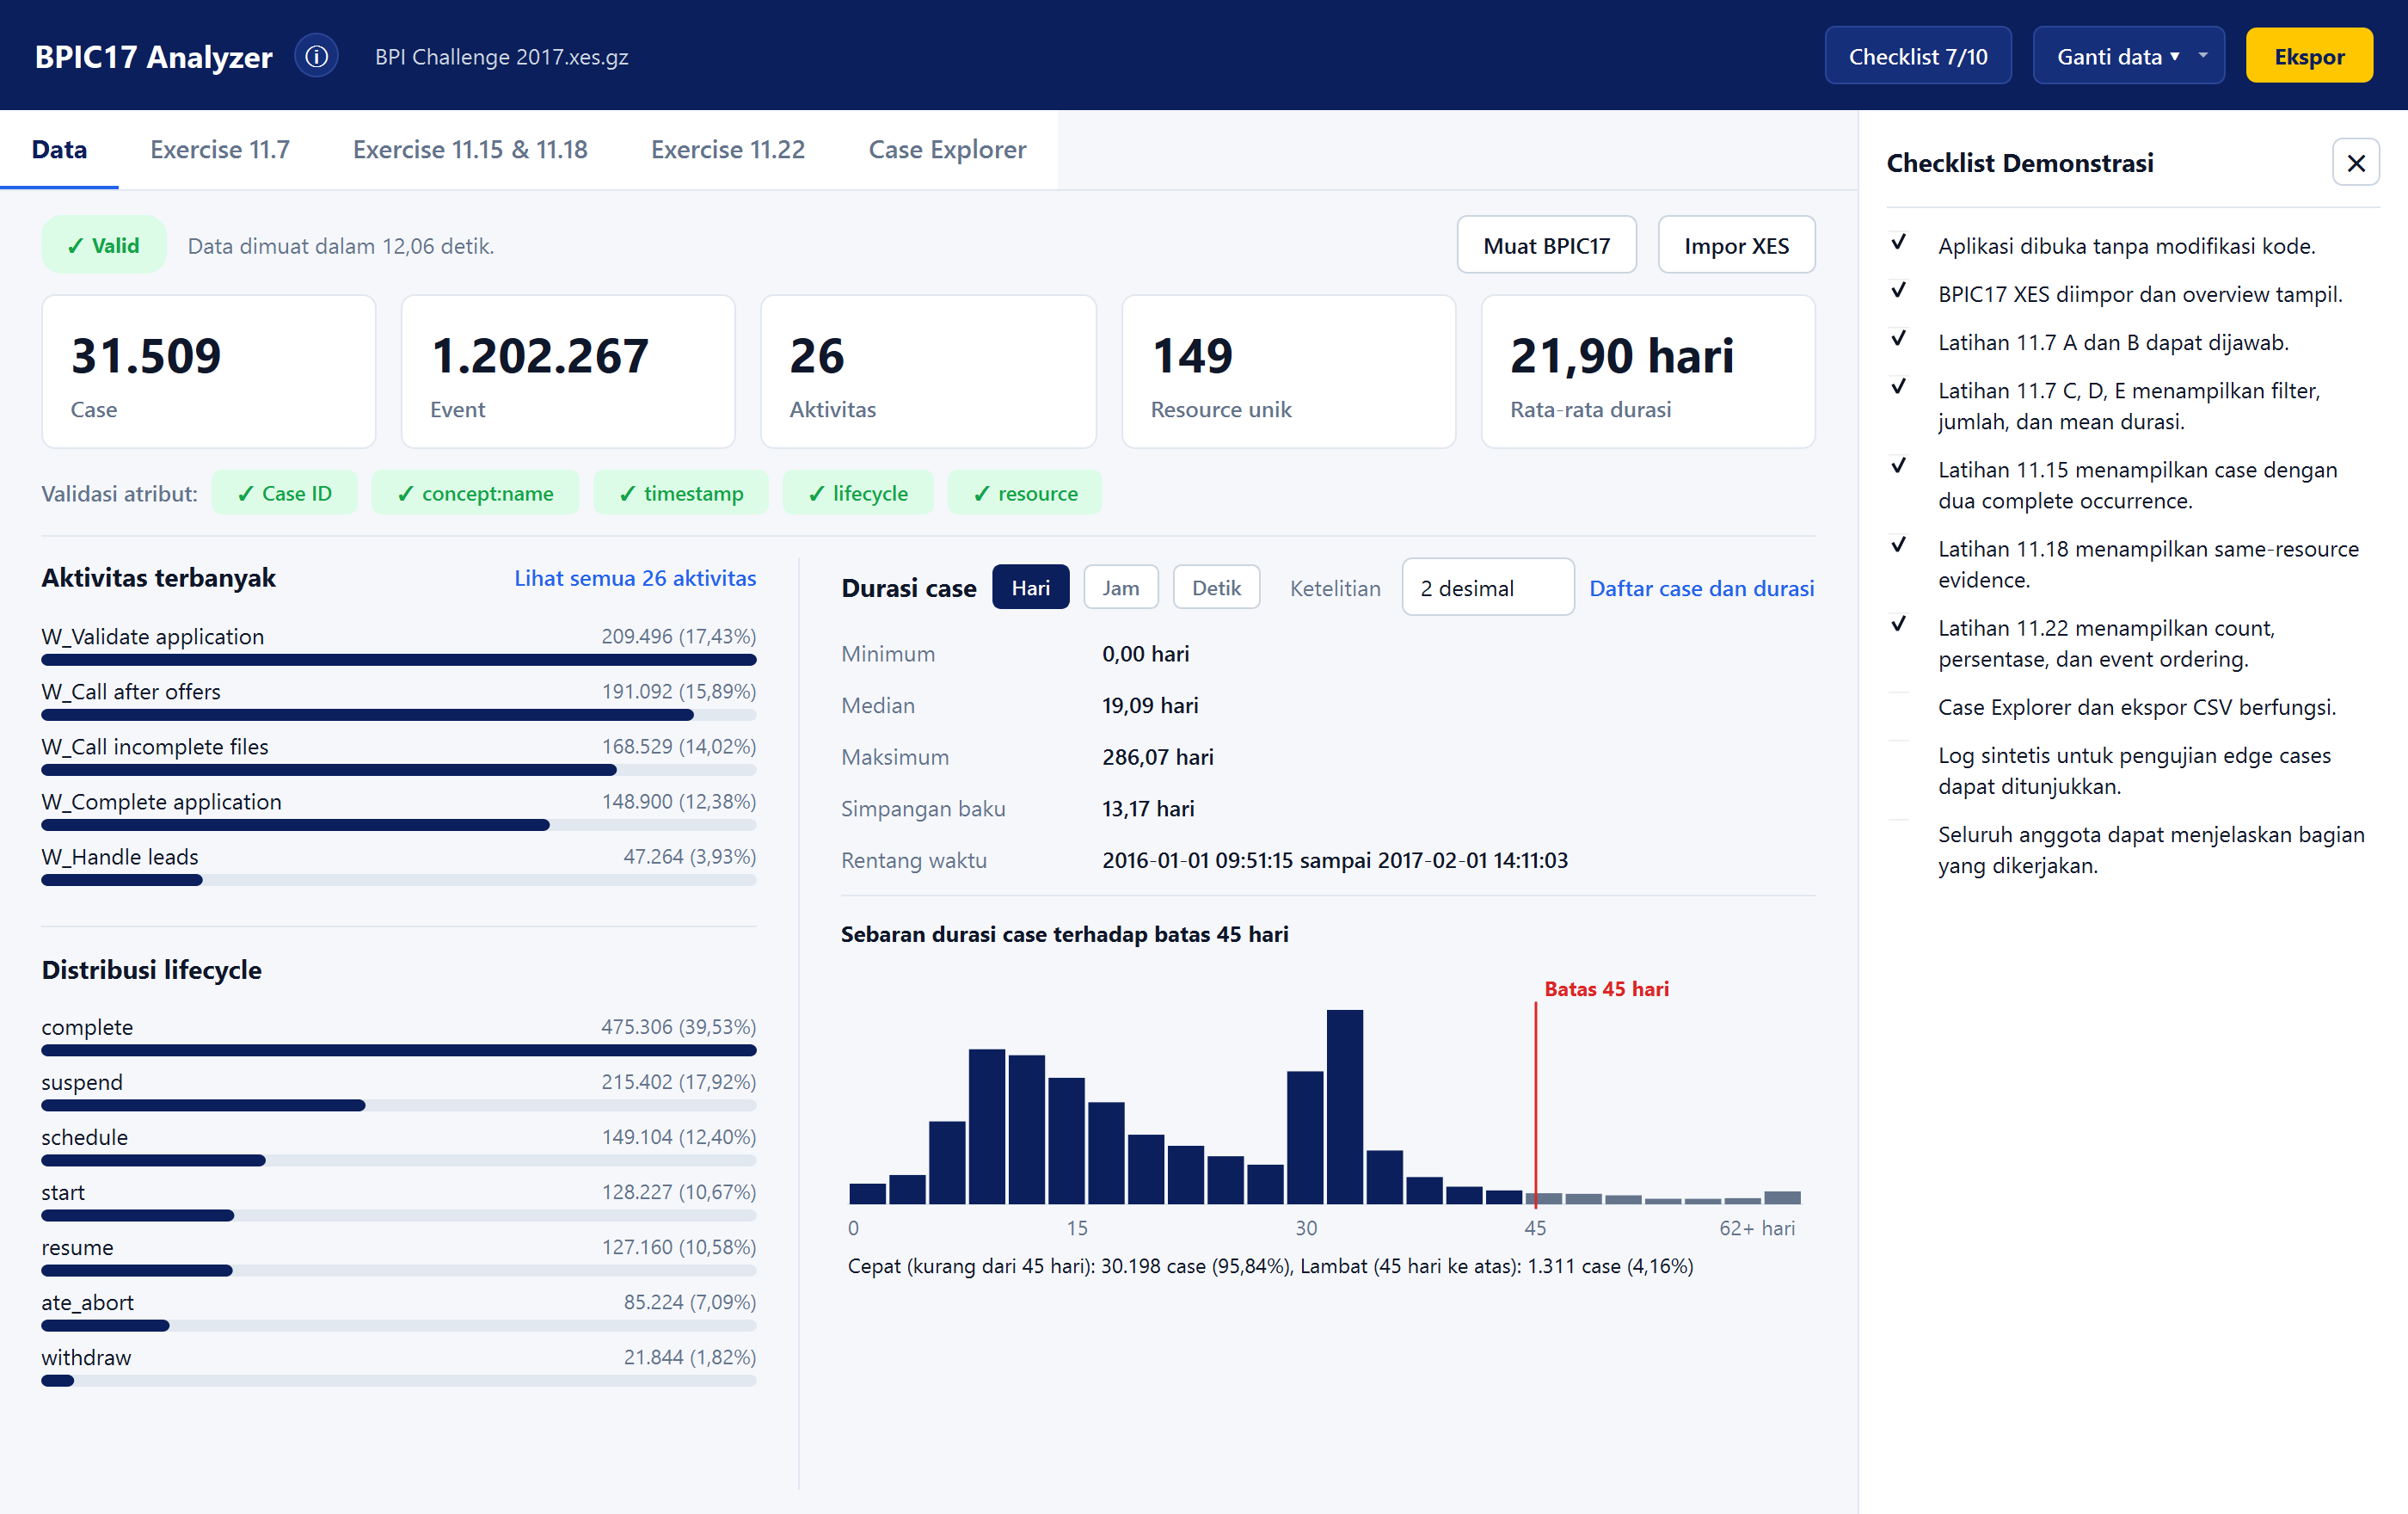 BPIC17 Analyzer
BPI Challenge 2017.xes.gz
Checklist 7/10
Ganti data ▾
Ekspor
Data
Exercise 11.7
Exercise 11.15 & 11.18
Exercise 11.22
Case Explorer
✓ Valid
Data dimuat dalam 12,06 detik.
Muat BPIC17
Impor XES
31.509
Case
1.202.267
Event
26
Aktivitas
149
Resource unik
21,90 hari
Rata-rata durasi
Validasi atribut:
✓ Case ID
✓ concept:name
✓ timestamp
✓ lifecycle
✓ resource
Aktivitas terbanyak
Lihat semua 26 aktivitas
W_Validate application 209.496 (17,43%)
W_Call after offers 191.092 (15,89%)
W_Call incomplete files 168.529 (14,02%)
W_Complete application 148.900 (12,38%)
W_Handle leads 47.264 (3,93%)
Distribusi lifecycle
complete 475.306 (39,53%)
suspend 215.402 (17,92%)
schedule 149.104 (12,40%)
start 128.227 (10,67%)
resume 127.160 (10,58%)
ate_abort 85.224 (7,09%)
withdraw 21.844 (1,82%)
Durasi case
Hari
Jam
Detik
Ketelitian
2 desimal
Daftar case dan durasi
Minimum 0,00 hari
Median 19,09 hari
Maksimum 286,07 hari
Simpangan baku 13,17 hari
Rentang waktu 2016-01-01 09:51:15 sampai 2017-02-01 14:11:03
Sebaran durasi case terhadap batas 45 hari
Batas 45 hari
0 15 30 45 62+ hari
Cepat (kurang dari 45 hari): 30.198 case (95,84%), Lambat (45 hari ke atas): 1.311 case (4,16%)
Checklist Demonstrasi
Aplikasi dibuka tanpa modifikasi kode.
BPIC17 XES diimpor dan overview tampil.
Latihan 11.7 A dan B dapat dijawab.
Latihan 11.7 C, D, E menampilkan filter,
jumlah, dan mean durasi.
Latihan 11.15 menampilkan case dengan
dua complete occurrence.
Latihan 11.18 menampilkan same-resource
evidence.
Latihan 11.22 menampilkan count,
persentase, dan event ordering.
Case Explorer dan ekspor CSV berfungsi.
Log sintetis untuk pengujian edge cases
dapat ditunjukkan.
Seluruh anggota dapat menjelaskan bagian
yang dikerjakan.